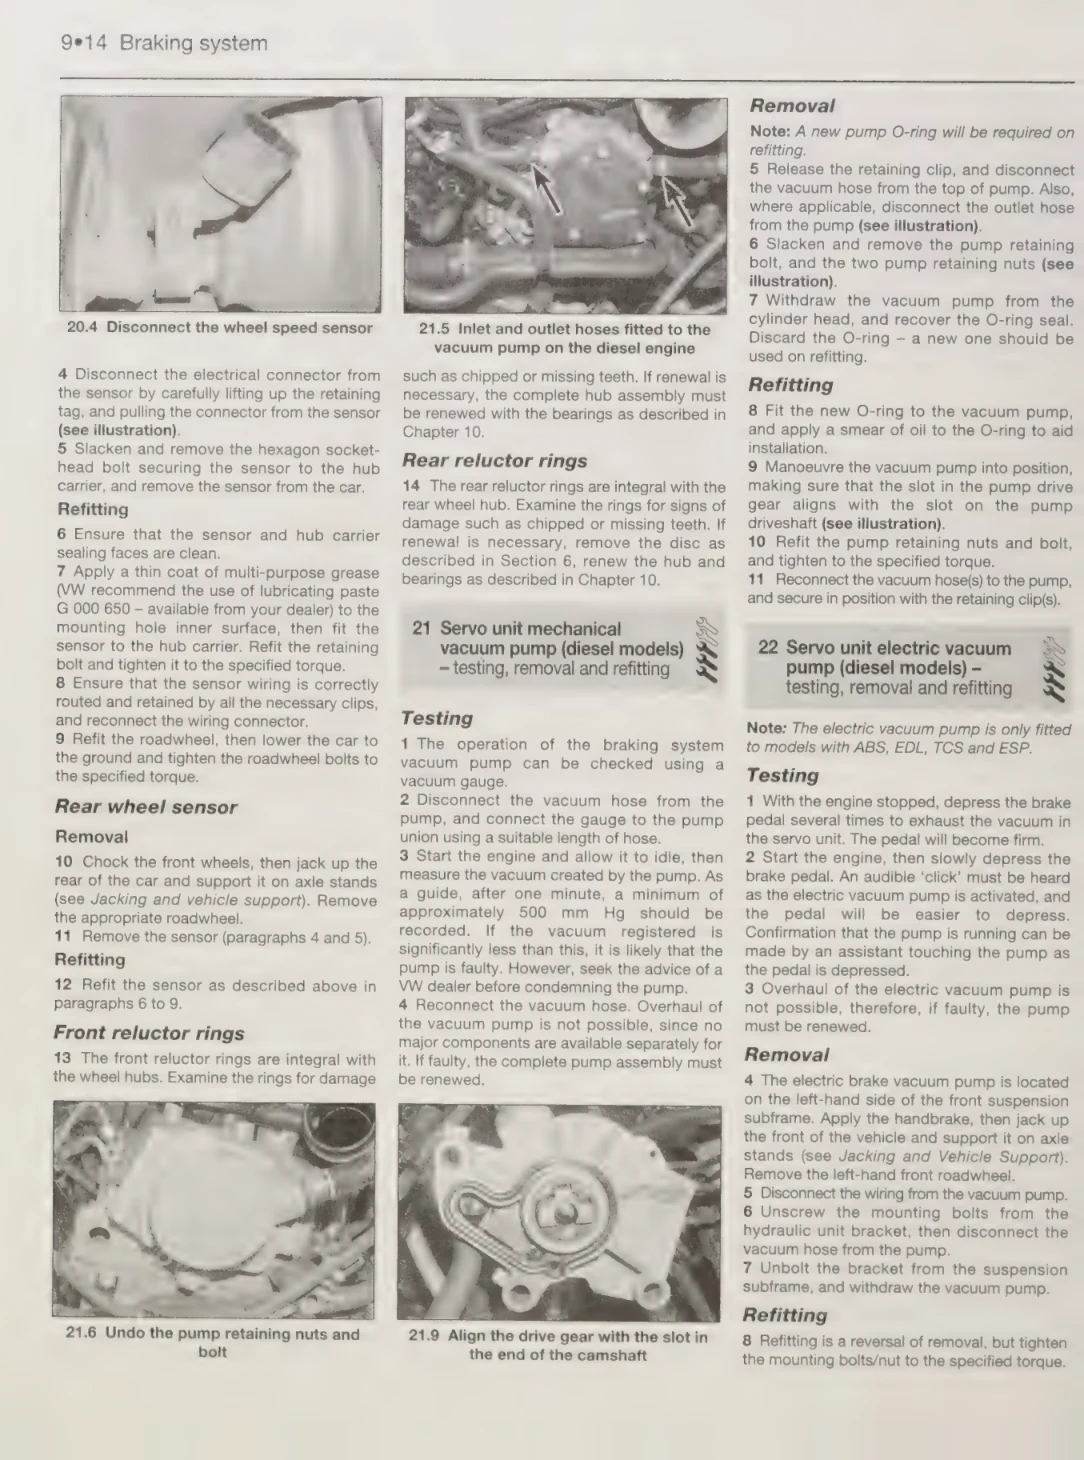 9•14 Braking system
20.4 Disconnect the wheel speed sensor
4 Disconnect the electrical connector from
the sensor by carefully lifting up the retaining
tag, and pulling the connector from the sensor
(see illustration).
5 Slacken and remove the hexagon socket-
head bolt securing the sensor to the hub
carrier, and remove the sensor from the car.
Refitting
6 Ensure that the sensor and hub carrier
sealing faces are clean.
7 Apply a thin coat of multi-purpose grease
(VW recommend the use of lubricating paste
G 000 650 – available from your dealer) to the
mounting hole inner surface, then fit the
sensor to the hub carrier. Refit the retaining
bolt and tighten it to the specified torque.
8 Ensure that the sensor wiring is correctly
routed and retained by all the necessary clips,
and reconnect the wiring connector.
9 Refit the roadwheel, then lower the car to
the ground and tighten the roadwheel bolts to
the specified torque.
Rear wheel sensor
Removal
10 Chock the front wheels, then jack up the
rear of the car and support it on axle stands
(see Jacking and vehicle support). Remove
the appropriate roadwheel.
11 Remove the sensor (paragraphs 4 and 5).
Refitting
12 Refit the sensor as described above in
paragraphs 6 to 9.
Front reluctor rings
13 The front reluctor rings are integral with
the wheel hubs. Examine the rings for damage
21.6 Undo the pump retaining nuts and
bolt
21.5 Inlet and outlet hoses fitted to the
vacuum pump on the diesel engine
such as chipped or missing teeth. If renewal is
necessary, the complete hub assembly must
be renewed with the bearings as described in
Chapter 10.
Rear reluctor rings
14 The rear reluctor rings are integral with the
rear wheel hub. Examine the rings for signs of
damage such as chipped or missing teeth. If
renewal is necessary, remove the disc as
described in Section 6, renew the hub and
bearings as described in Chapter 10.
21 Servo unit mechanical
vacuum pump (diesel models)
– testing, removal and refitting
Testing
1 The operation of the braking system
vacuum pump can be checked using a
vacuum gauge.
2 Disconnect the vacuum hose from the
pump, and connect the gauge to the pump
union using a suitable length of hose.
3 Start the engine and allow it to idle, then
measure the vacuum created by the pump. As
a guide, after one minute, a minimum of
approximately 500 mm Hg should be
recorded. If the vacuum registered is
significantly less than this, it is likely that the
pump is faulty. However, seek the advice of a
VW dealer before condemning the pump.
4 Reconnect the vacuum hose. Overhaul of
the vacuum pump is not possible, since no
major components are available separately for
it. If faulty, the complete pump assembly must
be renewed.
21.9 Align the drive gear with the slot in
the end of the camshaft
Removal
Note: A new pump O-ring will be required on
refitting.
5 Release the retaining clip, and disconnect
the vacuum hose from the top of pump. Also,
where applicable, disconnect the outlet hose
from the pump (see illustration).
6 Slacken and remove the pump retaining
bolt, and the two pump retaining nuts (see
illustration).
7 Withdraw the vacuum pump from the
cylinder head, and recover the O-ring seal.
Discard the O-ring – a new one should be
used on refitting.
Refitting
8 Fit the new O-ring to the vacuum pump,
and apply a smear of oil to the O-ring to aid
installation.
9 Manoeuvre the vacuum pump into position,
making sure that the slot in the pump drive
gear aligns with the slot on the pump
driveshaft (see illustration).
10 Refit the pump retaining nuts and bolt,
and tighten to the specified torque.
11 Reconnect the vacuum hose(s) to the pump,
and secure in position with the retaining clip(s).
22 Servo unit electric vacuum
pump (diesel models) –
testing, removal and refitting
Note: The electric vacuum pump is only fitted
to models with ABS, EDL, TCS and ESP.
Testing
1 With the engine stopped, depress the brake
pedal several times to exhaust the vacuum in
the servo unit. The pedal will become firm.
2 Start the engine, then slowly depress the
brake pedal. An audible ‘click’ must be heard
as the electric vacuum pump is activated, and
the pedal will be easier to depress.
Confirmation that the pump is running can be
made by an assistant touching the pump as
the pedal is depressed.
3 Overhaul of the electric vacuum pump is
not possible, therefore, if faulty, the pump
must be renewed.
Removal
4 The electric brake vacuum pump is located
on the left-hand side of the front suspension
subframe. Apply the handbrake, then jack up
the front of the vehicle and support it on axle
stands (see Jacking and Vehicle Support).
Remove the left-hand front roadwheel.
5 Disconnect the wiring from the vacuum pump.
6 Unscrew the mounting bolts from the
hydraulic unit bracket, then disconnect the
vacuum hose from the pump.
7 Unbolt the bracket from the suspension
subframe, and withdraw the vacuum pump.
Refitting
8 Refitting is a reversal of removal, but tighten
the mounting bolts/nut to the specified torque.